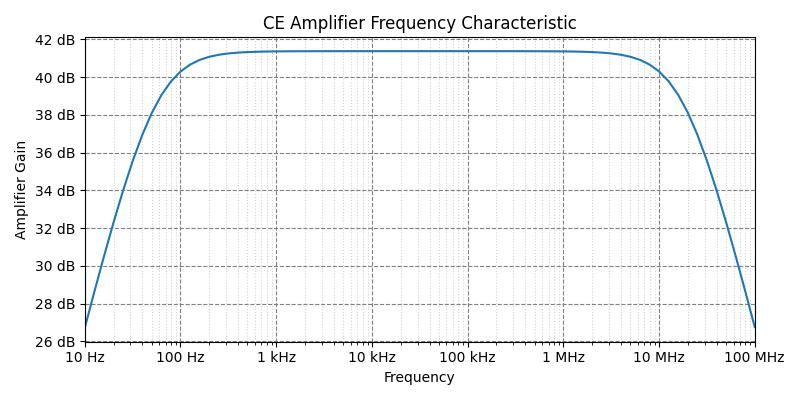 CE Amplifier Frequency Characteristic
42 dB
40 dB
38 dB
36 dB
34 dB
32 dB
30 dB
28 dB
26 dB
Amplifier Gain
10 Hz 100 Hz 1 kHz 10 kHz 100 kHz 1 MHz 10 MHz 100 MHz
Frequency